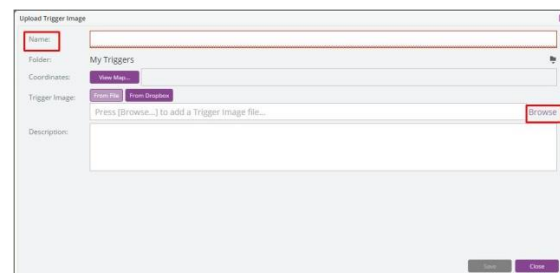 Upload Trigger Image
Name:
Folder: My Triggers
Coordinates: View Map...
Trigger Image: From File From Dropbox
Press [Browse...] to add a Trigger Image file... Browse
Description:
Save Close